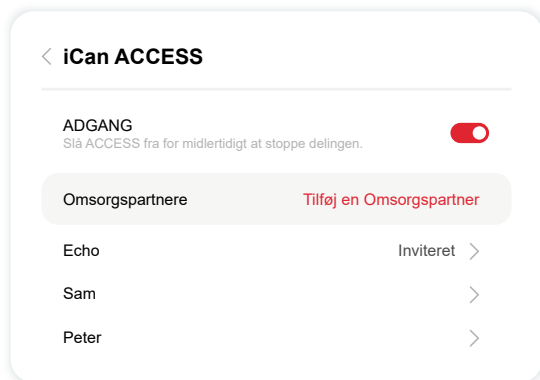 iCan ACCESS
ADGANG
Slå ACCESS fra for midlertidigt at stoppe delingen.
Omsorgspartnere Tilføj en Omsorgspartner
Echo Inviteret
Sam
Peter